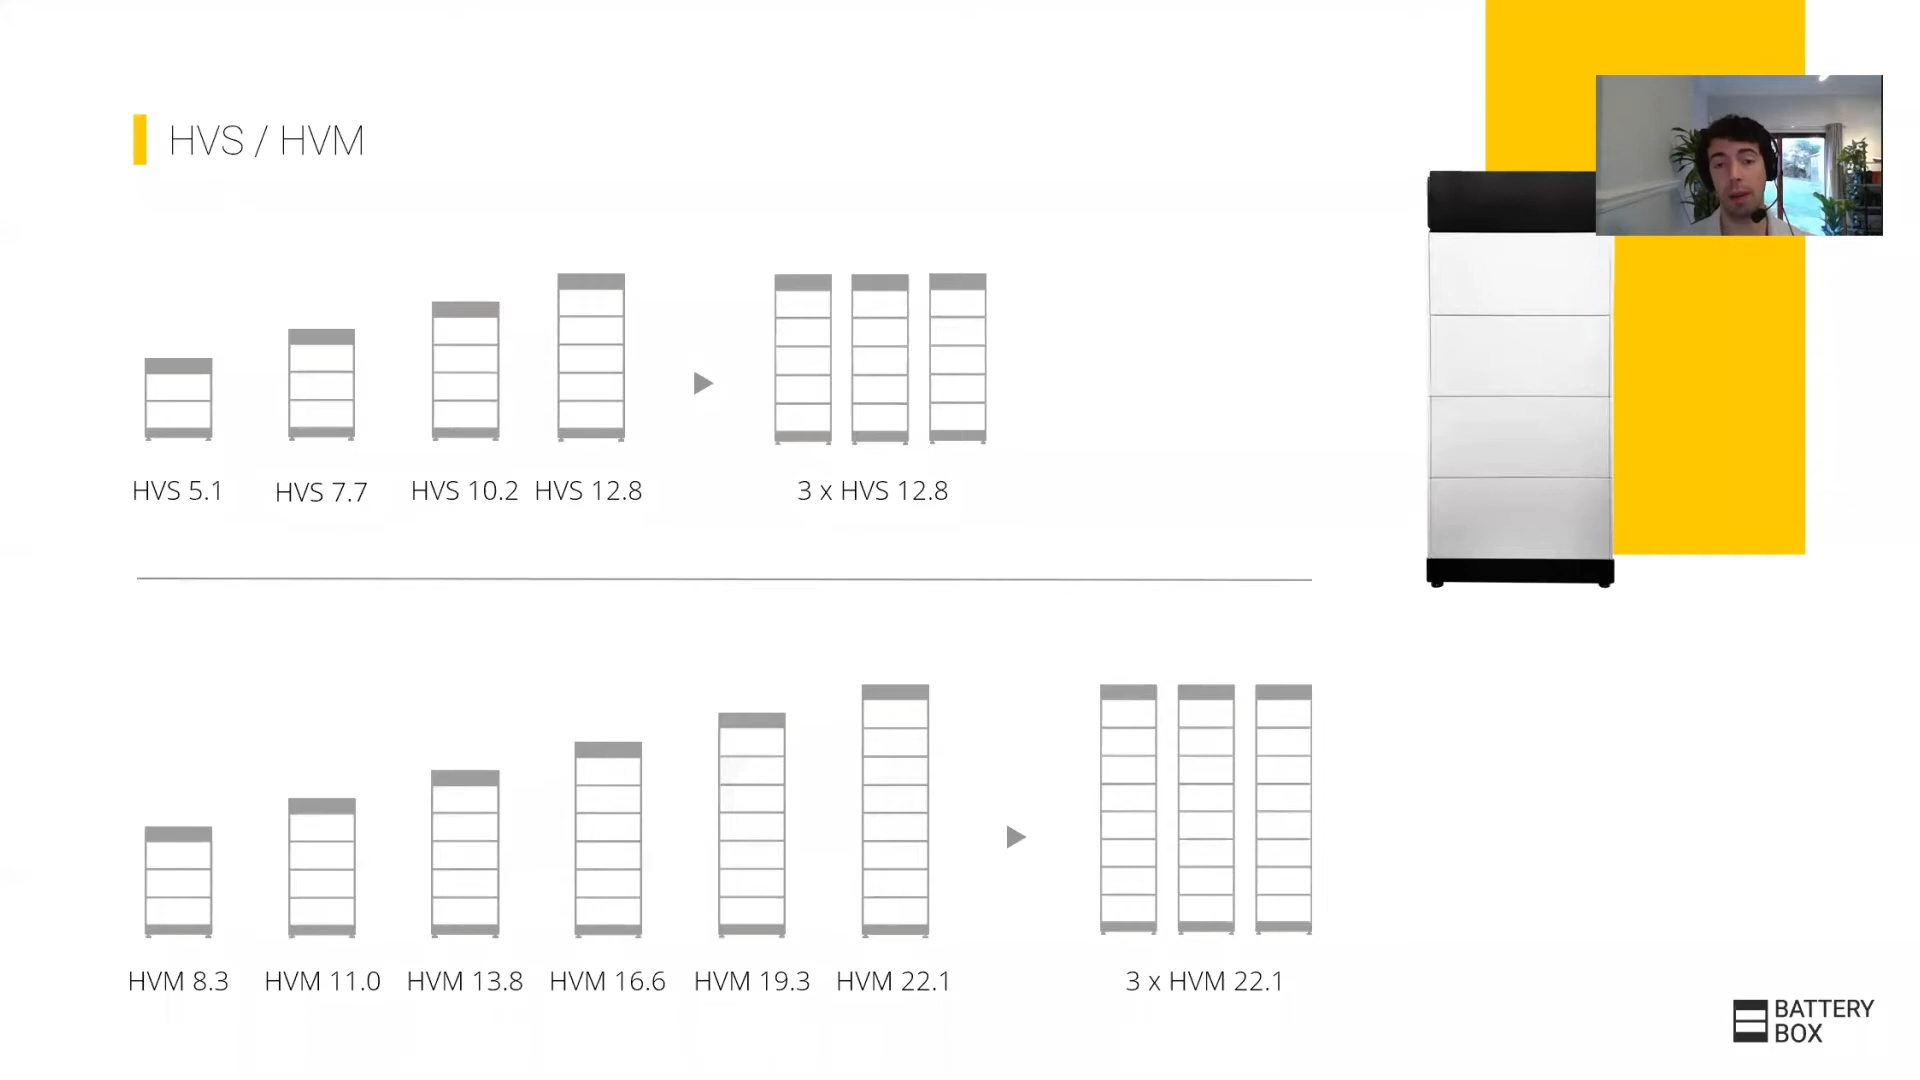 HVS / HVM
HVS 5.1
HVS 7.7
HVS 10.2
HVS 12.8
3 x HVS 12.8
HVM 8.3
HVM 11.0
HVM 13.8
HVM 16.6
HVM 19.3
HVM 22.1
3 x HVM 22.1
BATTERY
BOX